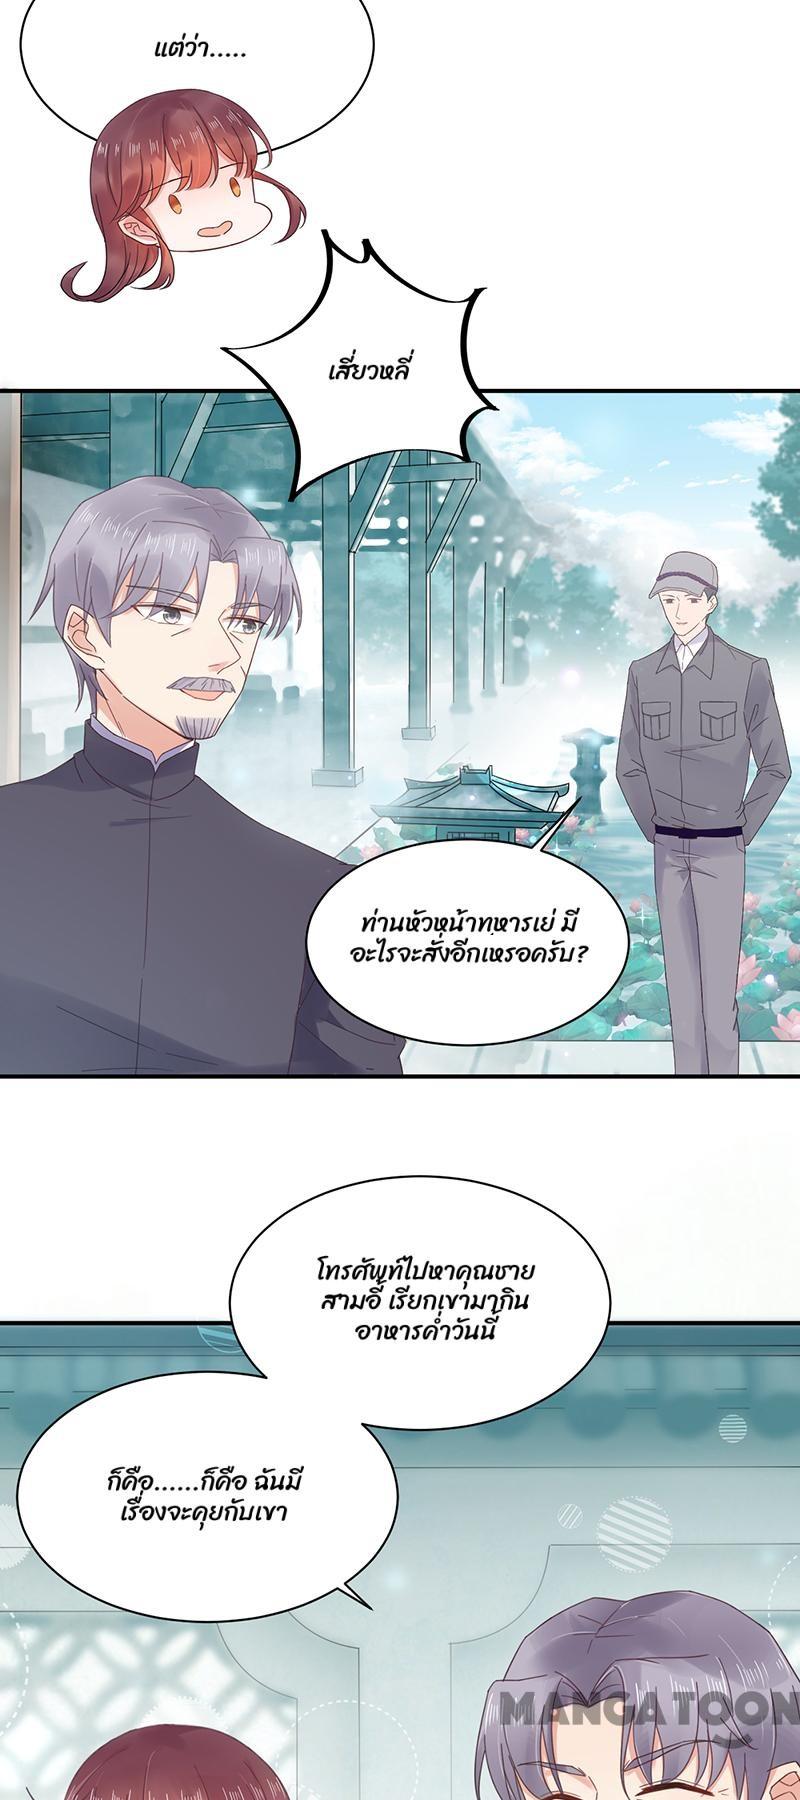 แต่ว่า.....
เสี่ยวหลี่
ท่านหัวหน้าทหารเย่ มี
อะไรจะสั่งอีกเหรอครับ?
โทรศัพท์ไปหาคุณชาย
สามอี้ เรียกเขามากิน
อาหารค่ำวันนี้
ก็คือ......ก็คือ ฉันมี
เรื่องจะคุยกับเขา
MANGATOON